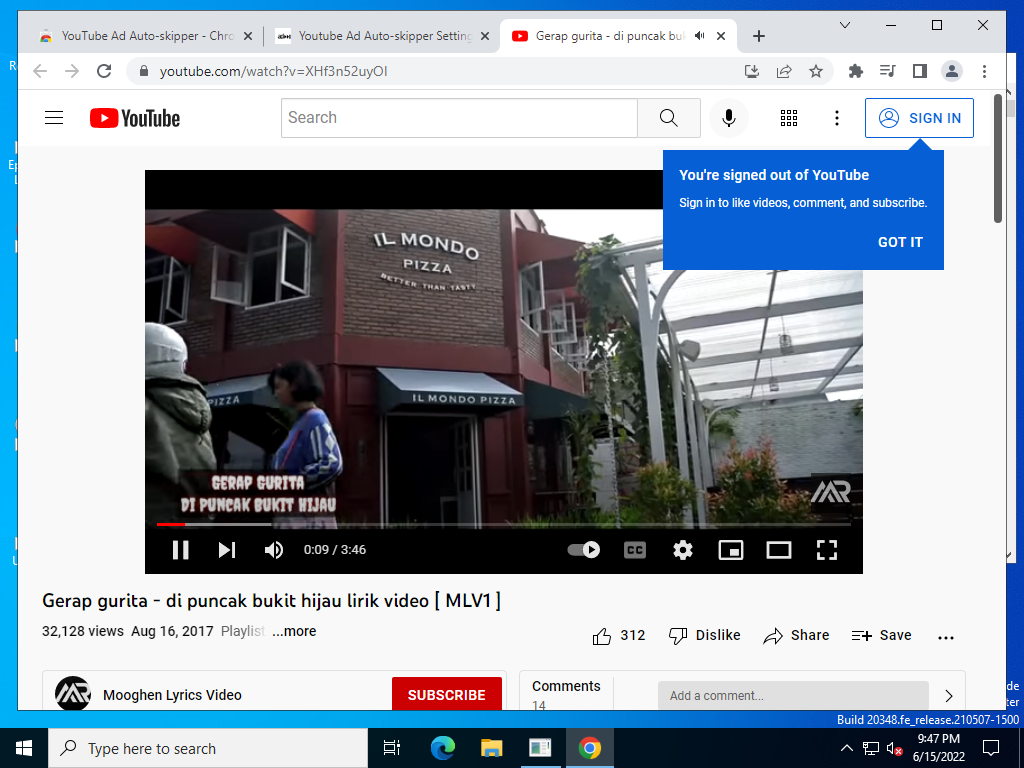 YouTube Ad Auto-skipper - Chro
Youtube Ad Auto-skipper Setting
Gerap gurita - di puncak buk
youtube.com/watch?v=XHf3n52uyOI
YouTube
Search
SIGN IN
You're signed out of YouTube
Sign in to like videos, comment, and subscribe.
GOT IT
IL MONDO
PIZZA
BETTER THAN TASTY
PIZZA
IL MONDO PIZZA
GERAP GURITA
DI PUNCAK BUKIT HIJAU
MR
0:09 / 3:46
CC
Gerap gurita - di puncak bukit hijau lirik video [ MLV1 ]
32,128 views Aug 16, 2017 Playlist ...more
312 Dislike Share Save
Mooghen Lyrics Video
SUBSCRIBE
Comments
14
Add a comment...
Build 20348.fe_release.210507-1500
Type here to search
9:47 PM
6/15/2022